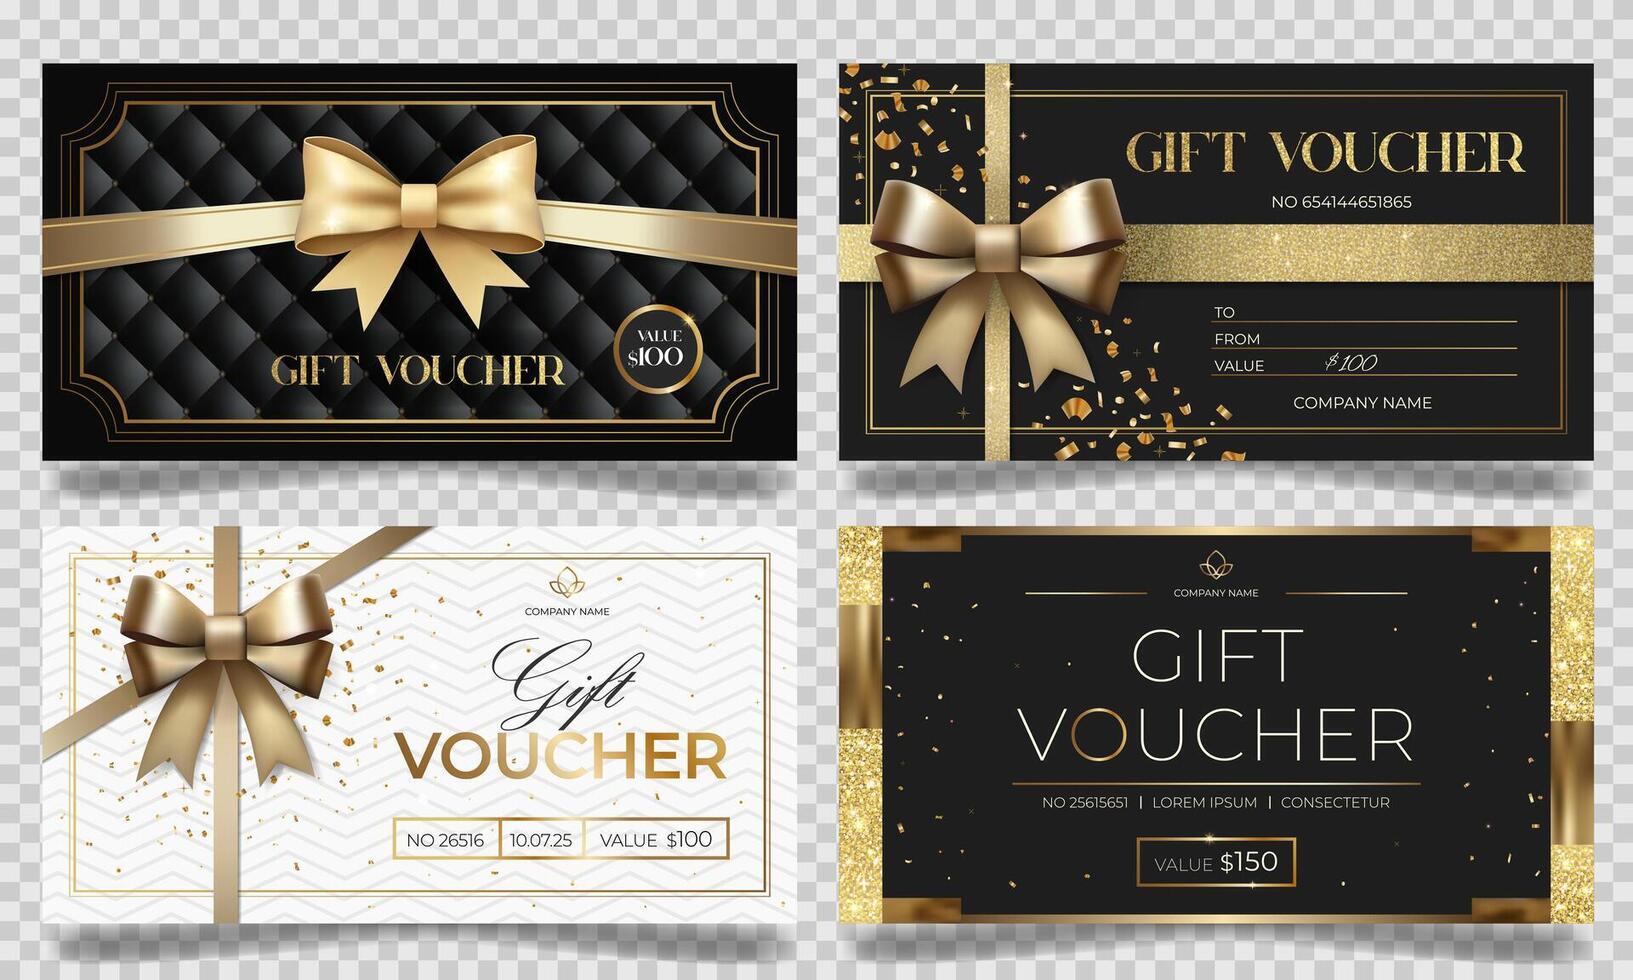 VALUE
$100
GIFT VOUCHER
GIFT VOUCHER
NO 654144651865
TO
FROM
VALUE $100
COMPANY NAME
COMPANY NAME
Gift
VOUCHER
NO 26516 10.07.25 VALUE $100
COMPANY NAME
GIFT
VOUCHER
NO 25615651 | LOREM IPSUM | CONSECTETUR
VALUE $150